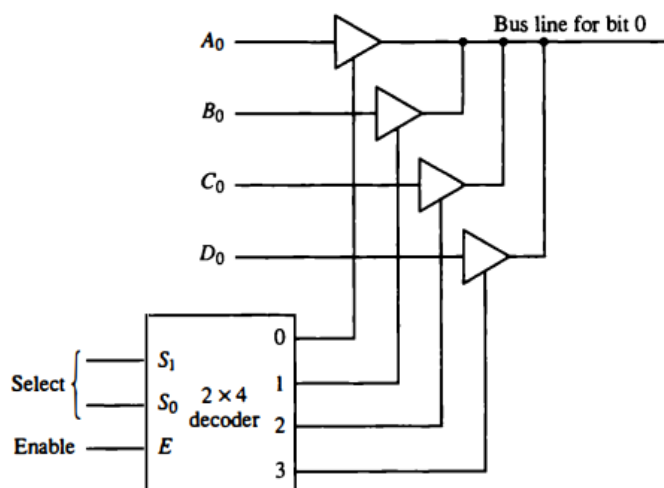 Bus line for bit 0
A0
B0
C0
D0
0
S1
Select
1
2 × 4
S0
decoder
2
Enable
E
3